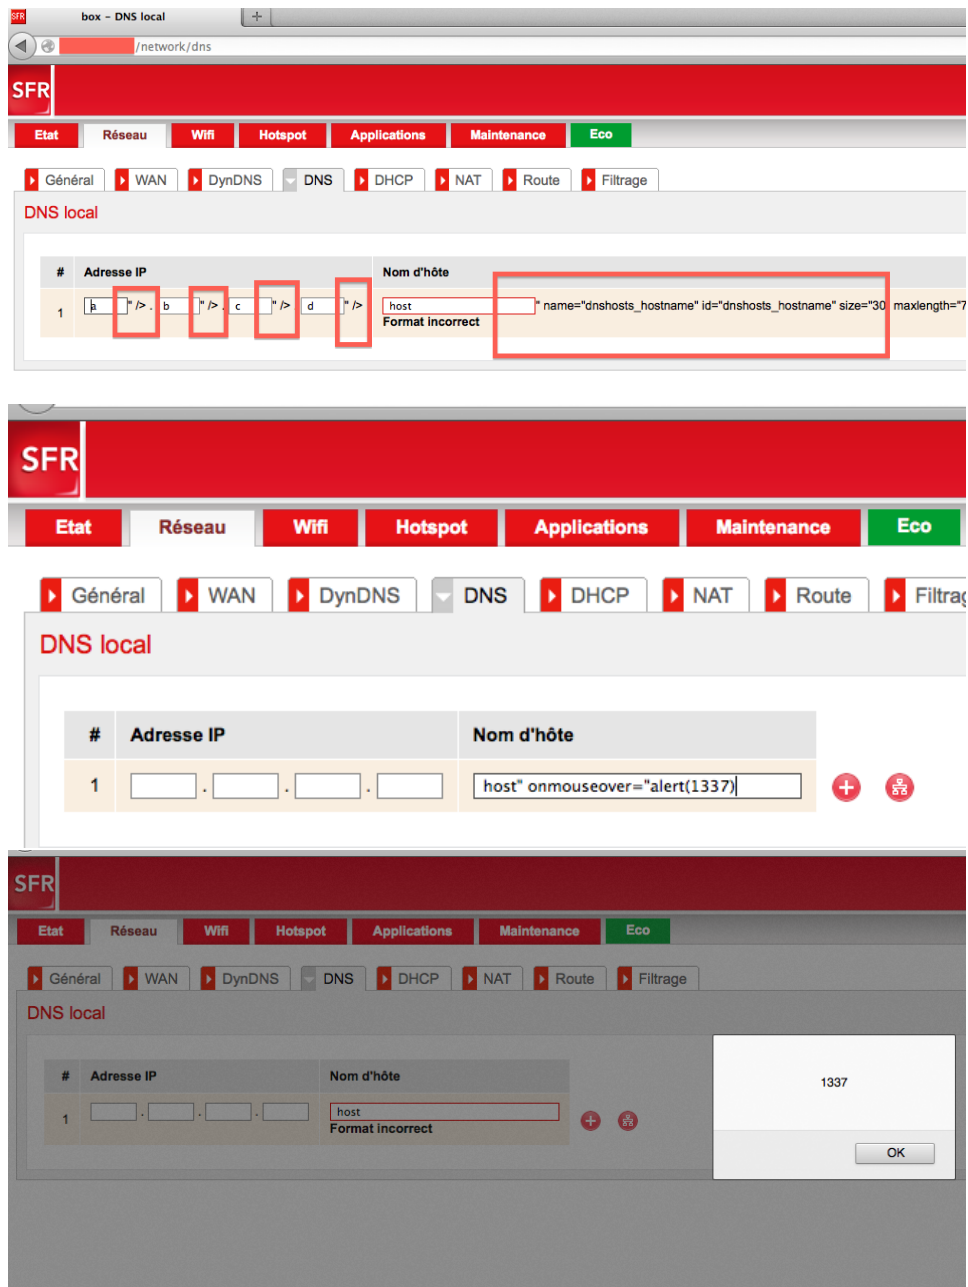 SFR box - DNS local +
/network/dns
SFR
Etat Réseau Wifi Hotspot Applications Maintenance Eco
Général WAN DynDNS DNS DHCP NAT Route Filtrage
DNS local
# Adresse IP Nom d'hôte
1 a " /> . b " /> . c " /> . d " /> host " name="dnshosts_hostname" id="dnshosts_hostname" size="30 maxlength="7
Format incorrect
SFR
Etat Réseau Wifi Hotspot Applications Maintenance Eco
Général WAN DynDNS DNS DHCP NAT Route Filtrag
DNS local
# Adresse IP Nom d'hôte
1 . . . host" onmouseover="alert(1337)
SFR
Etat Réseau Wifi Hotspot Applications Maintenance Eco
Général WAN DynDNS DNS DHCP NAT Route Filtrage
DNS local
# Adresse IP Nom d'hôte
1 . . . host
Format incorrect
1337
OK